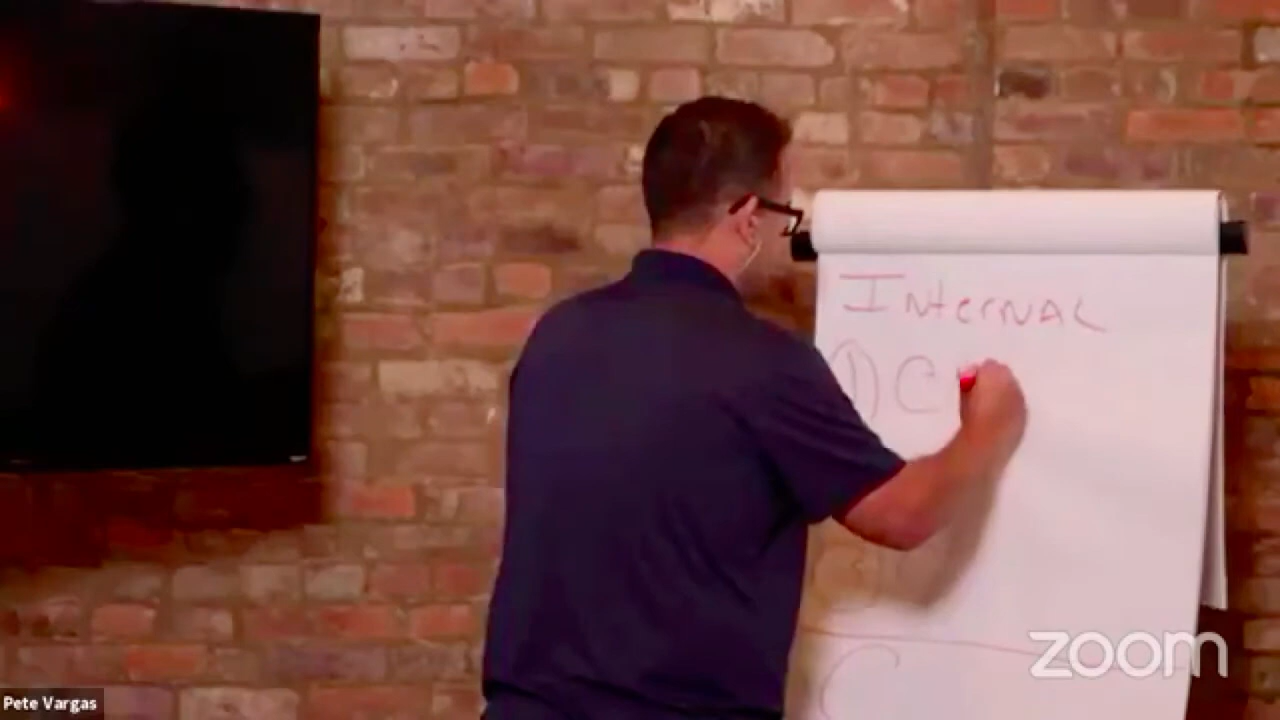 INterNAL
1) C
C
zoom
Pete Vargas